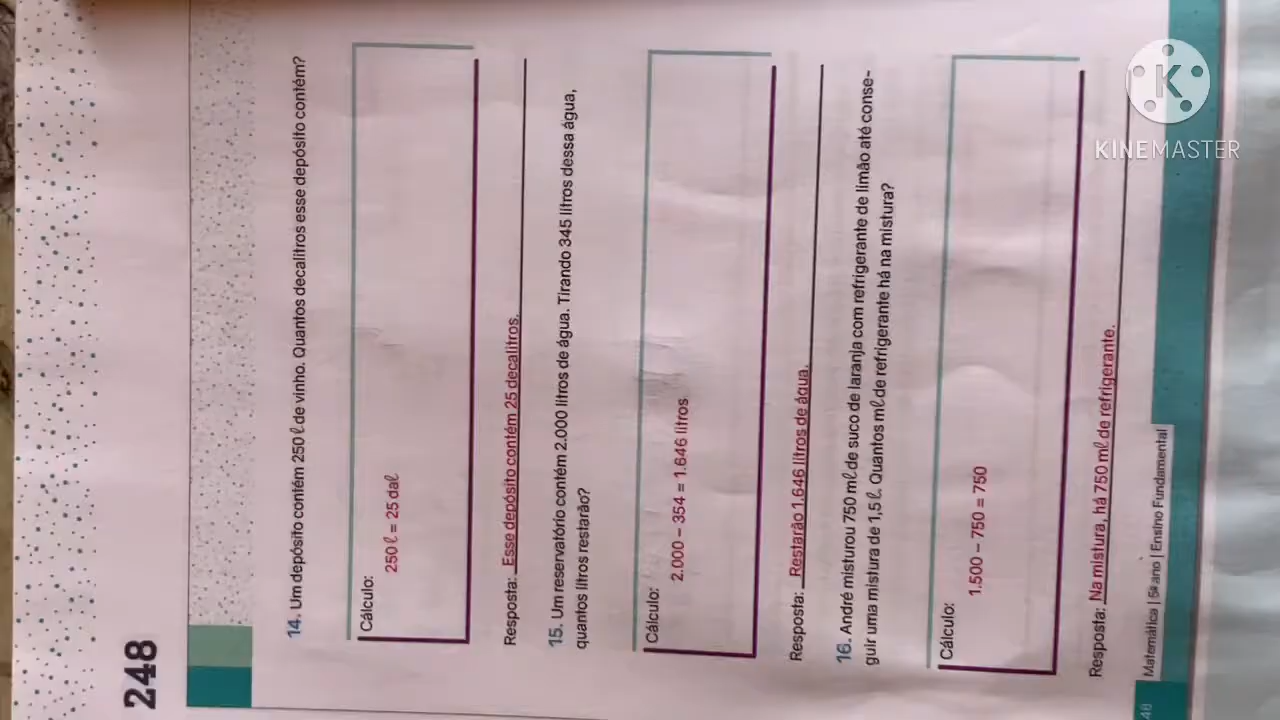 248
14. Um depósito contém 250 ℓ de vinho. Quantos decalitros esse depósito contém?
Cálculo:
250 ℓ = 25 daℓ
Resposta: Esse depósito contém 25 decalitros.
15. Um reservatório contém 2.000 litros de água. Tirando 345 litros dessa água,
quantos litros restarão?
Cálculo:
2.000 – 354 = 1.646 litros
Resposta: Restarão 1.646 litros de água.
16. André misturou 750 mℓ de suco de laranja com refrigerante de limão até conse-
guir uma mistura de 1,5 ℓ. Quantos mℓ de refrigerante há na mistura?
Cálculo:
1.500 – 750 = 750
Resposta: Na mistura, há 750 mℓ de refrigerante.
48 Matemática | 5º ano | Ensino Fundamental
K
KINEMASTER